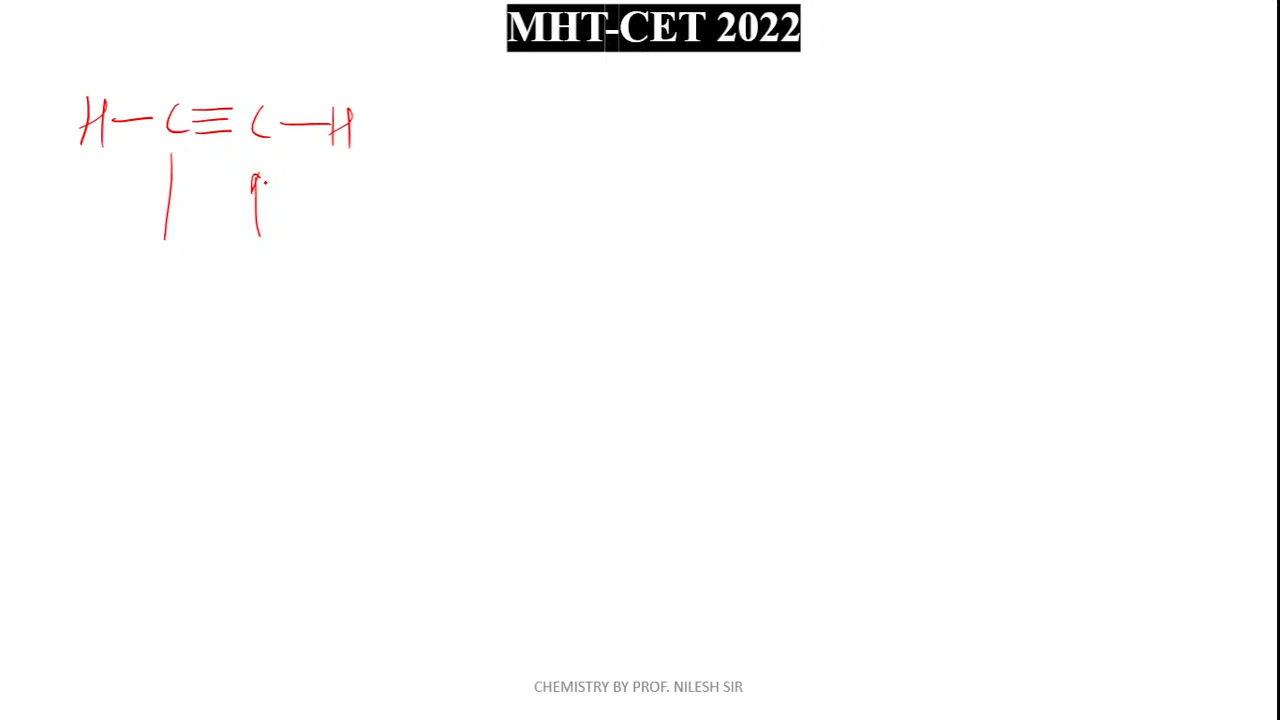 MHT-CET 2022
H-C≡C-H
CHEMISTRY BY PROF. NILESH SIR